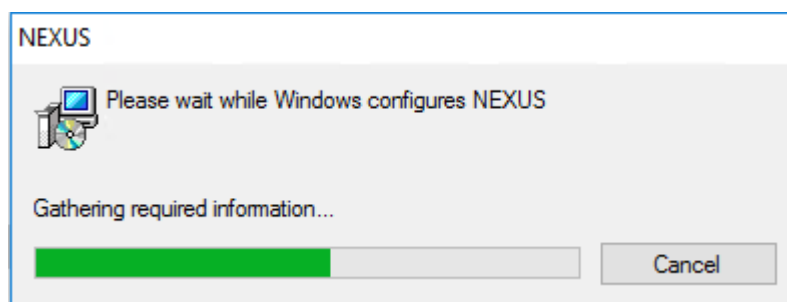 NEXUS
Please wait while Windows configures NEXUS
Gathering required information...
Cancel